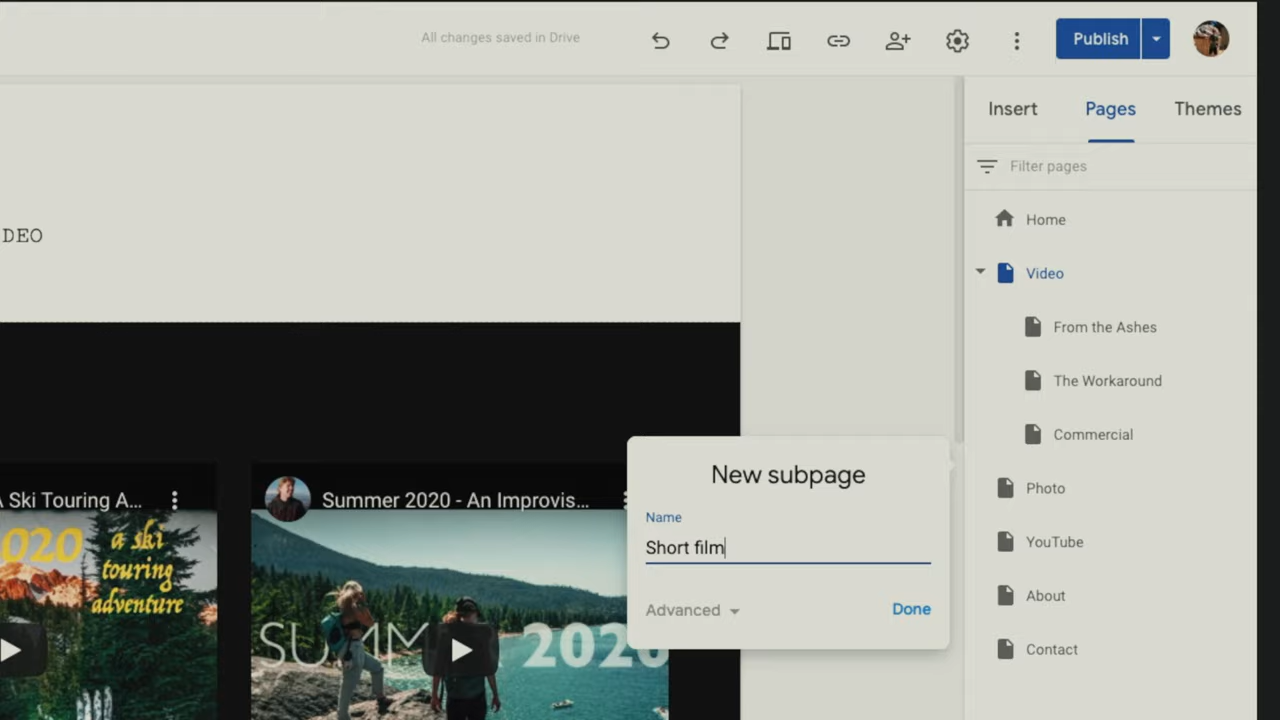 All changes saved in Drive
Publish
Insert Pages Themes
Filter pages
Home
DEO
Video
From the Ashes
The Workaround
Commercial
New subpage
Photo
A Ski Touring A...
Summer 2020 - An Improvis...
Name
Short film
2020
a ski
touring
adventure
YouTube
About
Advanced
Done
SUMM 2020
Contact